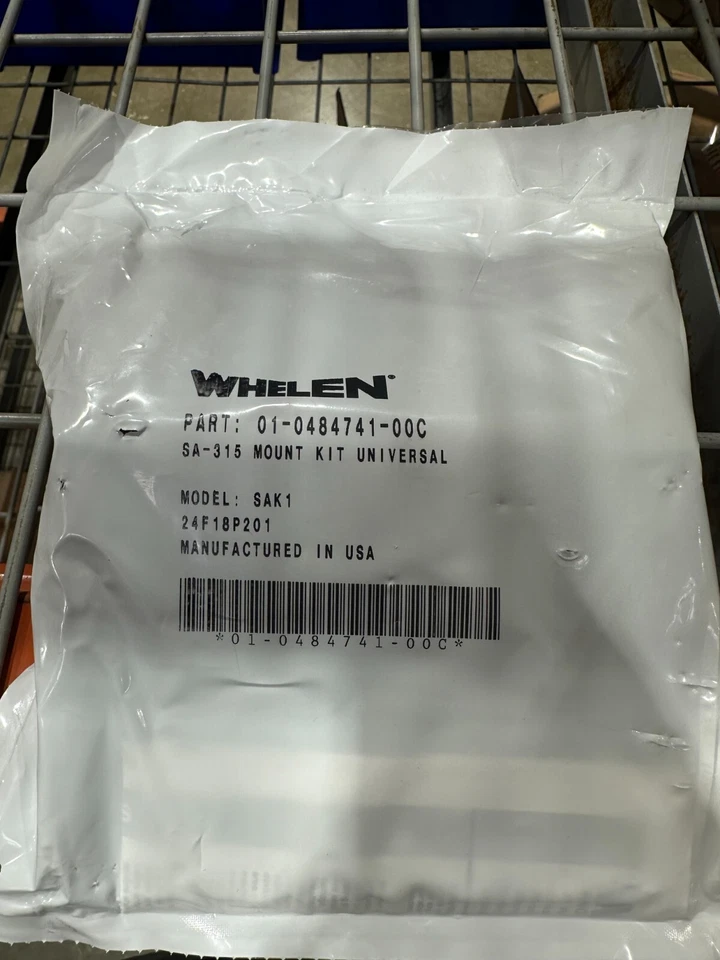 WHELEN®
PART: 01-0484741-00C
SA-315 MOUNT KIT UNIVERSAL
MODEL: SAK1
24F18P201
MANUFACTURED IN USA
*01-0484741-00C*